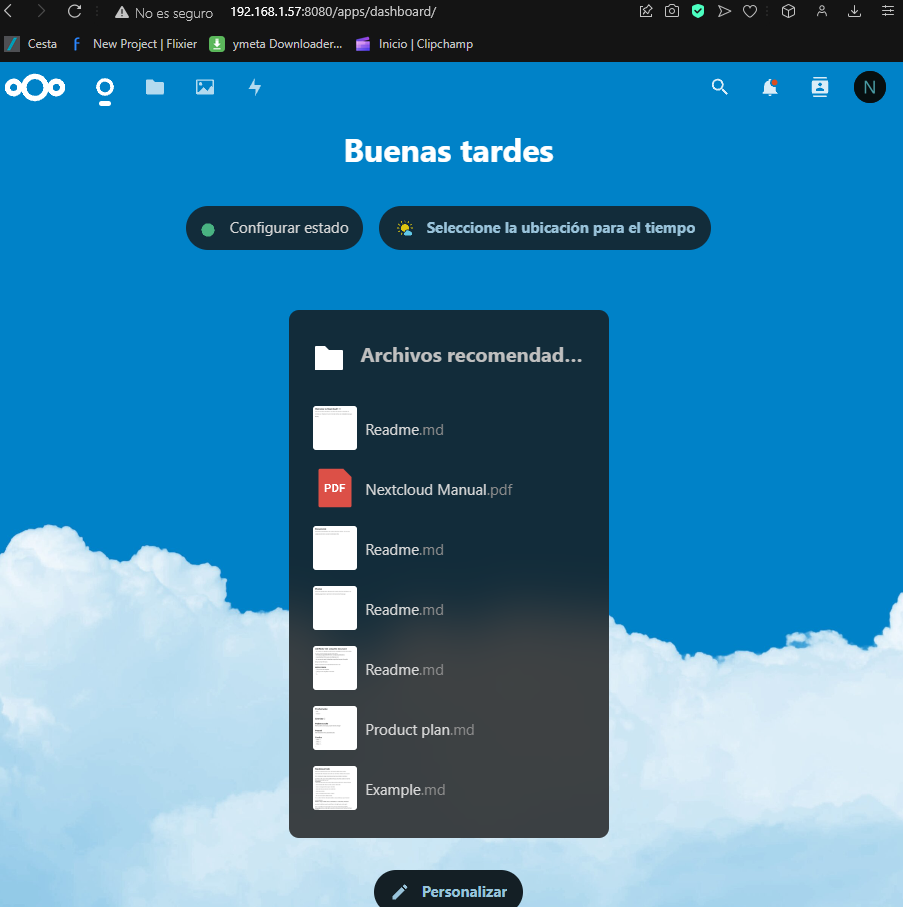 No es seguro 192.168.1.57:8080/apps/dashboard/
Cesta New Project | Flixier ymeta Downloader... Inicio | Clipchamp
N
Buenas tardes
Configurar estado Seleccione la ubicación para el tiempo
Archivos recomendad...
Readme.md
PDF Nextcloud Manual.pdf
Readme.md
Readme.md
Readme.md
Product plan.md
Example.md
Personalizar